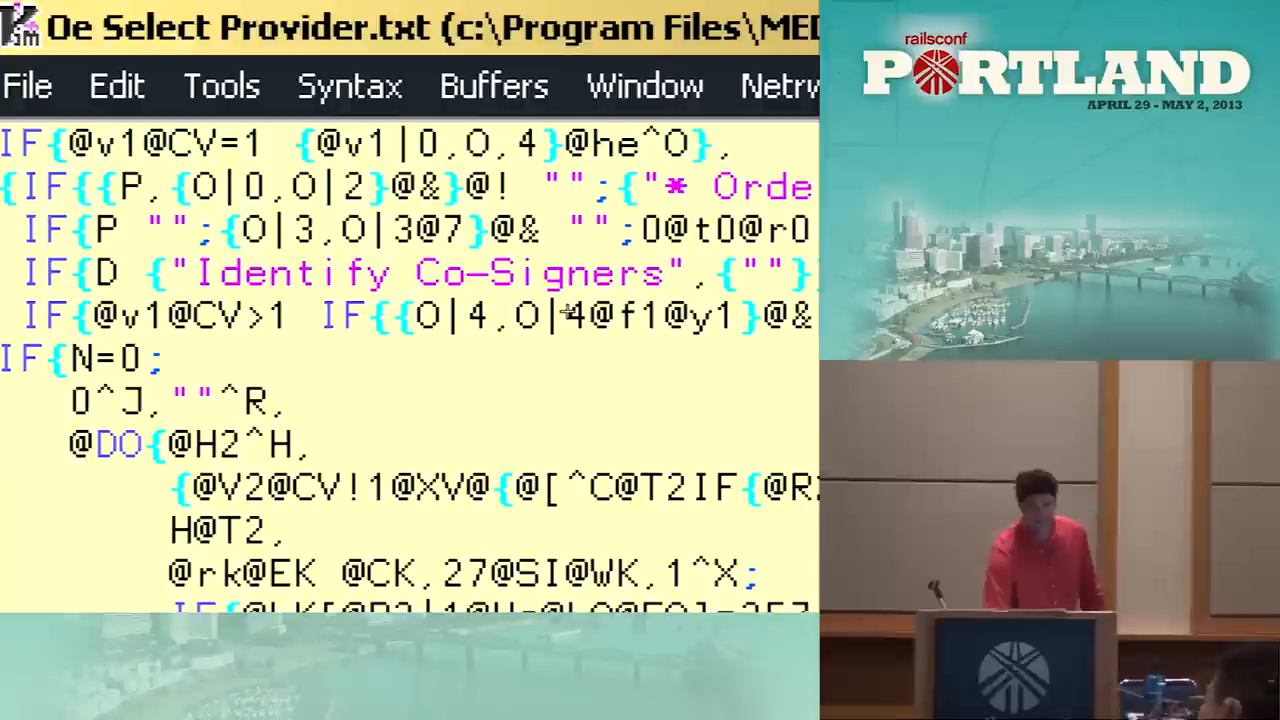 Oe Select Provider.txt (c:\Program Files\MED
File Edit Tools Syntax Buffers Window Netrw
IF{@v1@CV=1 {@v1|0,O,4}@he^O},
{IF{{P,{O|0,O|2}@&}@! "";{"* Orde
IF{P "";{O|3,O|3@7}@& "";0@t0@r0
IF{D {"Identify Co-Signers",{""}
IF{@v1@CV>1 IF{{O|4,O|4@f1@y1}@&
IF{N=0;
0^J,""^R,
@DO{@H2^H,
{@V2@CV!1@XV@{@[^C@T2IF{@R2
H@T2,
@rk@EK @CK,27@SI@WK,1^X;
railsconf
PORTLAND
APRIL 29 - MAY 2, 2013